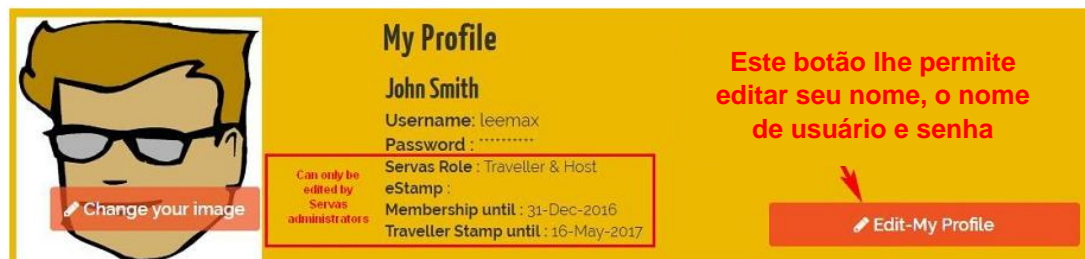 My Profile
John Smith
Username: leemax
Password : **********
Servas Role : Traveller & Host
eStamp :
Membership until : 31-Dec-2016
Traveller Stamp until : 16-May-2017
Can only be
edited by
Servas
administrators
Change your image
Este botão lhe permite
editar seu nome, o nome
de usuário e senha
Edit-My Profile